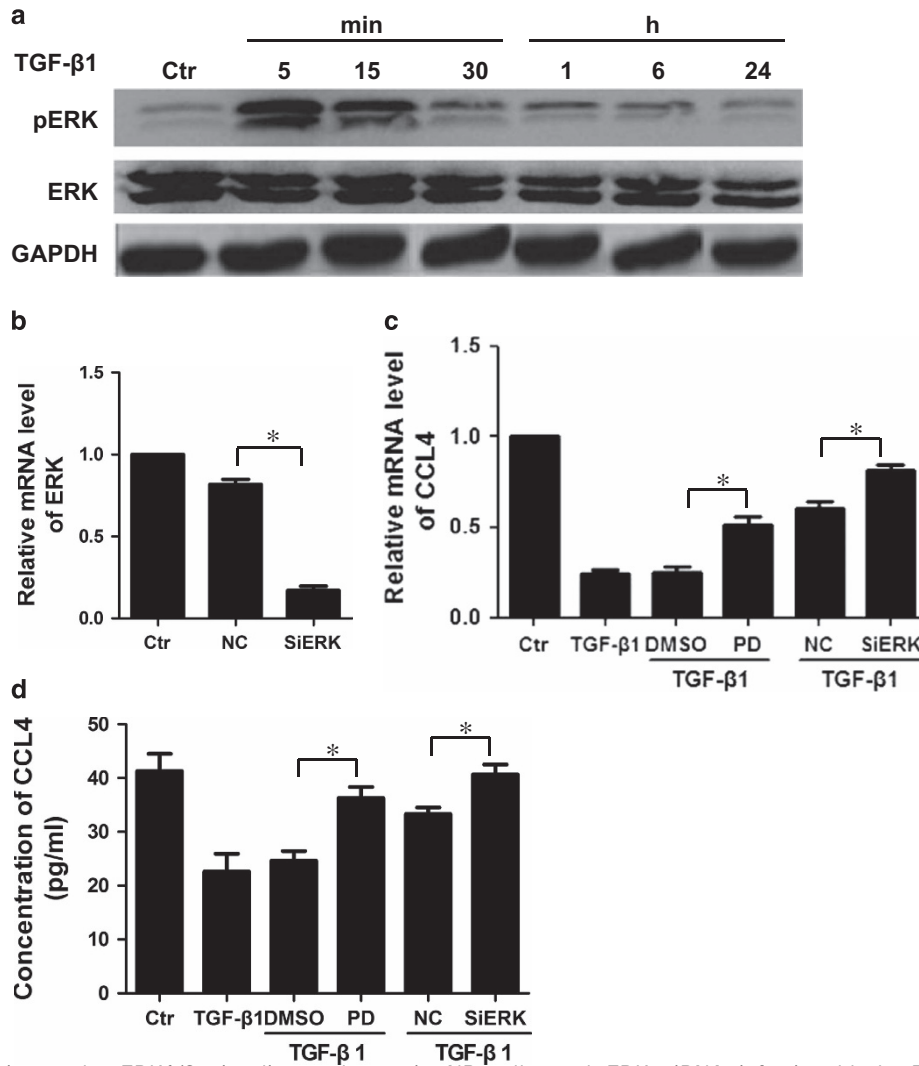 a
min h
TGF-β1 Ctr 5 15 30 1 6 24
pERK
ERK
GAPDH
b
Relative mRNA level
of ERK
1.5
1.0
0.5
0.0
*
Ctr NC SiERK
c
Relative mRNA level
of CCL4
1.5
1.0
0.5
0.0
*
*
Ctr TGF-β1 DMSO PD NC SiERK
TGF-β1 TGF-β1
d
Concentration of CCL4
(pg/ml)
50
40
30
20
10
0
*
*
Ctr TGF-β1 DMSO PD NC SiERK
TGF-β 1 TGF-β 1